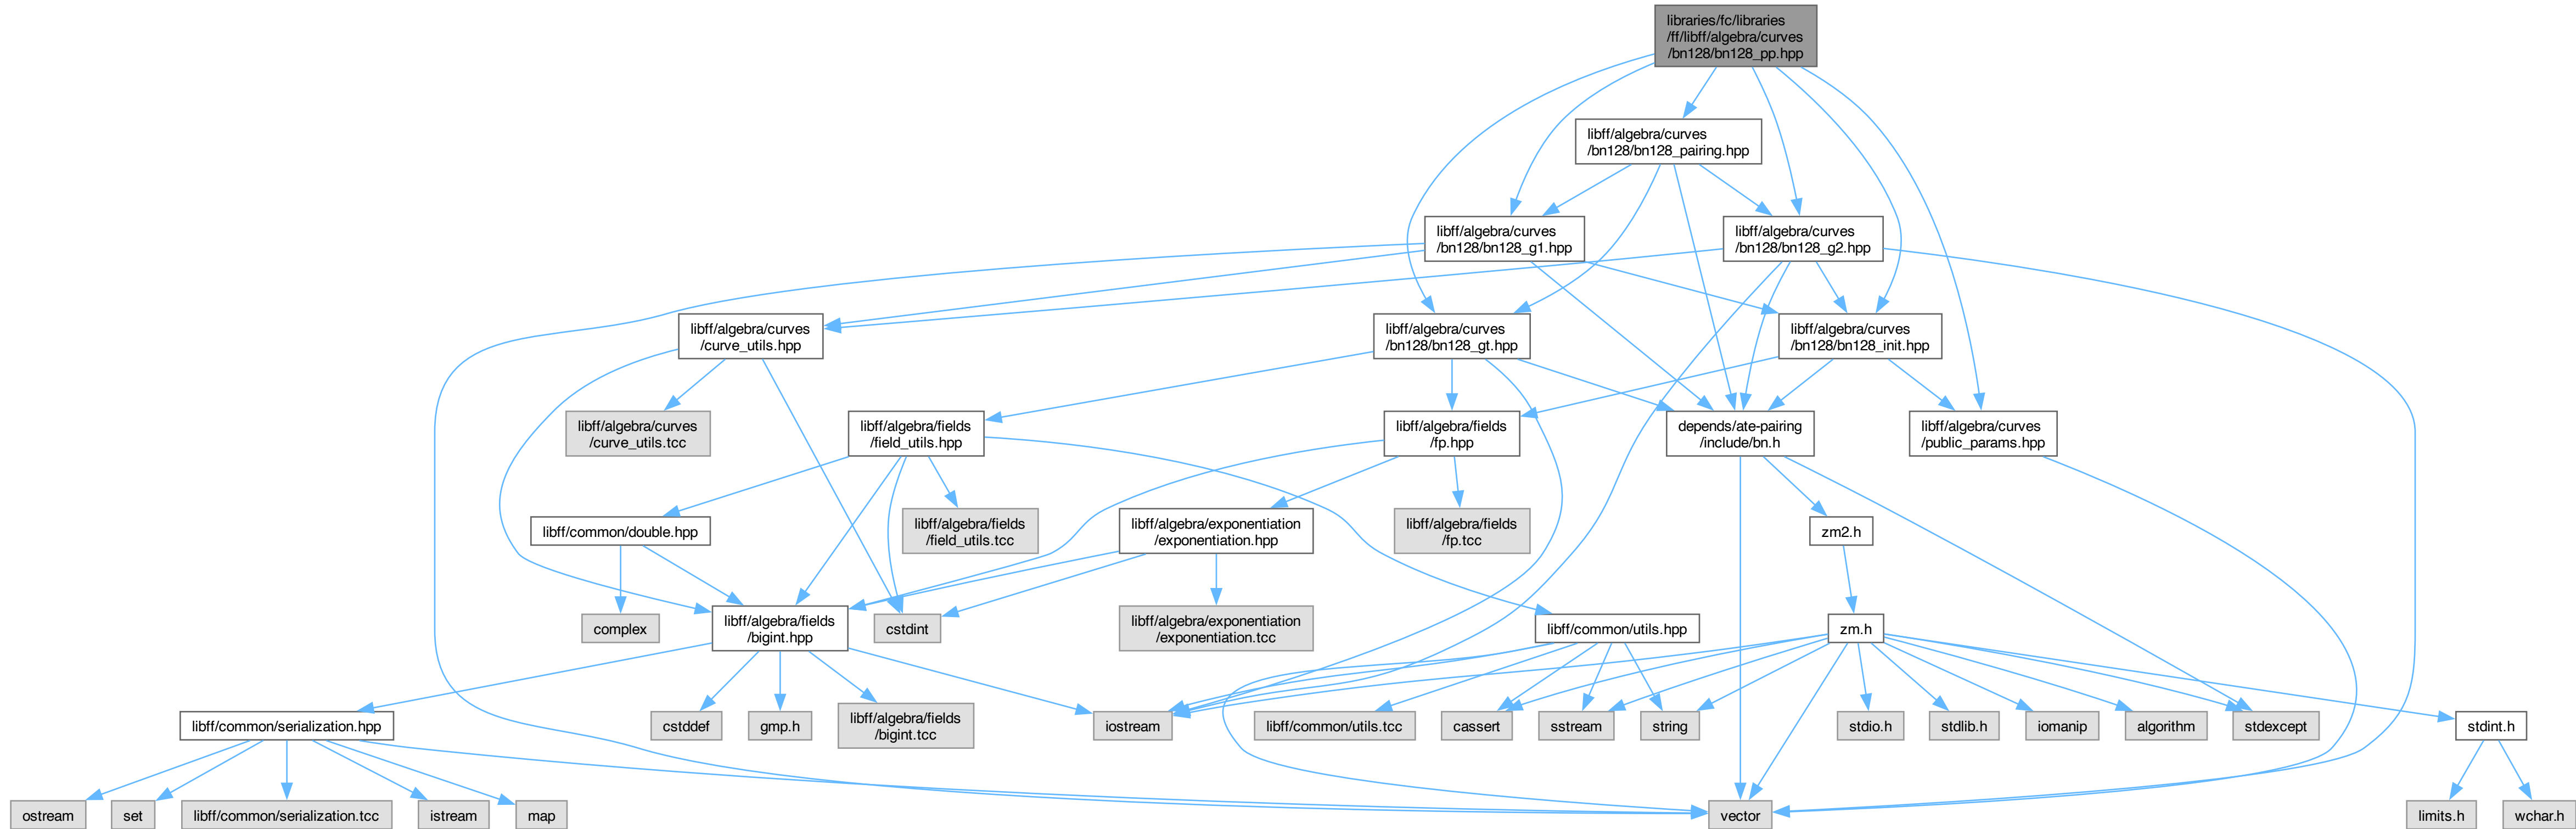 libraries/fc/libraries
/ff/libff/algebra/curves
/bn128/bn128_pp.hpp
libff/algebra/curves
/bn128/bn128_pairing.hpp
libff/algebra/curves
/bn128/bn128_g1.hpp
libff/algebra/curves
/bn128/bn128_g2.hpp
libff/algebra/curves
/curve_utils.hpp
libff/algebra/curves
/bn128/bn128_gt.hpp
libff/algebra/curves
/bn128/bn128_init.hpp
libff/algebra/curves
/curve_utils.tcc
libff/algebra/fields
/field_utils.hpp
libff/algebra/fields
/fp.hpp
depends/ate-pairing
/include/bn.h
libff/algebra/curves
/public_params.hpp
libff/common/double.hpp
libff/algebra/fields
/field_utils.tcc
libff/algebra/exponentiation
/exponentiation.hpp
libff/algebra/fields
/fp.tcc
zm2.h
complex
libff/algebra/fields
/bigint.hpp
cstdint
libff/algebra/exponentiation
/exponentiation.tcc
libff/common/utils.hpp
zm.h
libff/common/serialization.hpp
cstddef
gmp.h
libff/algebra/fields
/bigint.tcc
iostream
libff/common/utils.tcc
cassert
sstream
string
stdio.h
stdlib.h
iomanip
algorithm
stdexcept
stdint.h
ostream
set
libff/common/serialization.tcc
istream
map
vector
limits.h
wchar.h